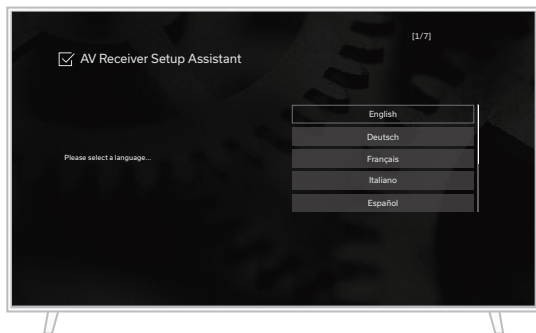 [1/7]
AV Receiver Setup Assistant
Please select a language...
English
Deutsch
Français
Italiano
Español